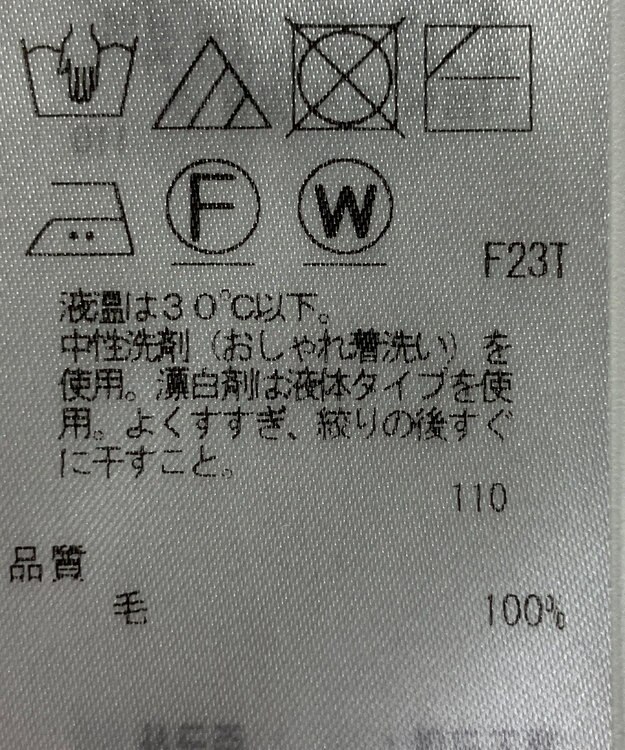 F
W
F23T
液温は30℃以下。
中性洗剤(おしゃれ着洗い)を
使用。漂白剤は液体タイプを使
用。よくすすぎ、絞りの後すぐ
に干すこと。
110
品質
毛 100%